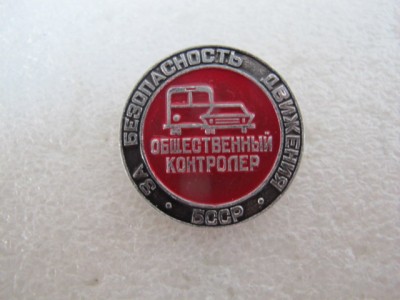 ЗА БЕЗОПАСНОСТЬ ДВИЖЕНИЯ
ОБЩЕСТВЕННЫЙ
КОНТРОЛЕР
• БССР •